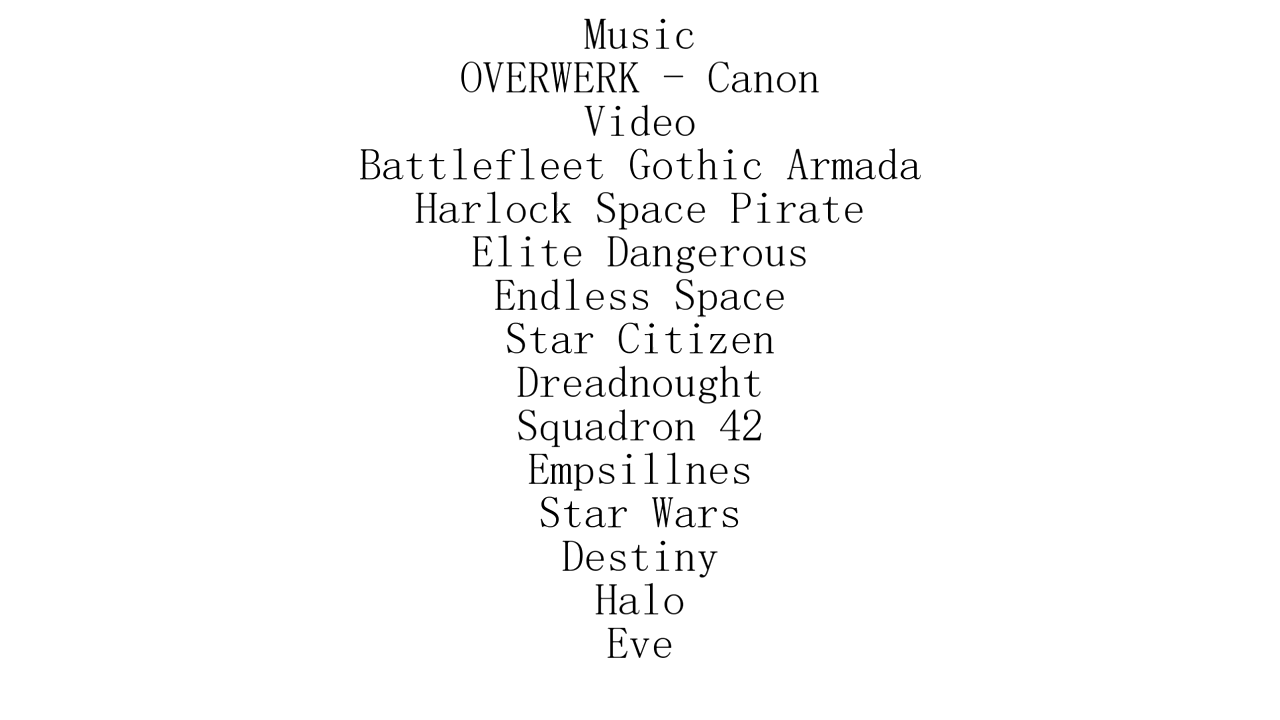 Music
OVERWERK - Canon
Video
Battlefleet Gothic Armada
Harlock Space Pirate
Elite Dangerous
Endless Space
Star Citizen
Dreadnought
Squadron 42
Empsillnes
Star Wars
Destiny
Halo
Eve